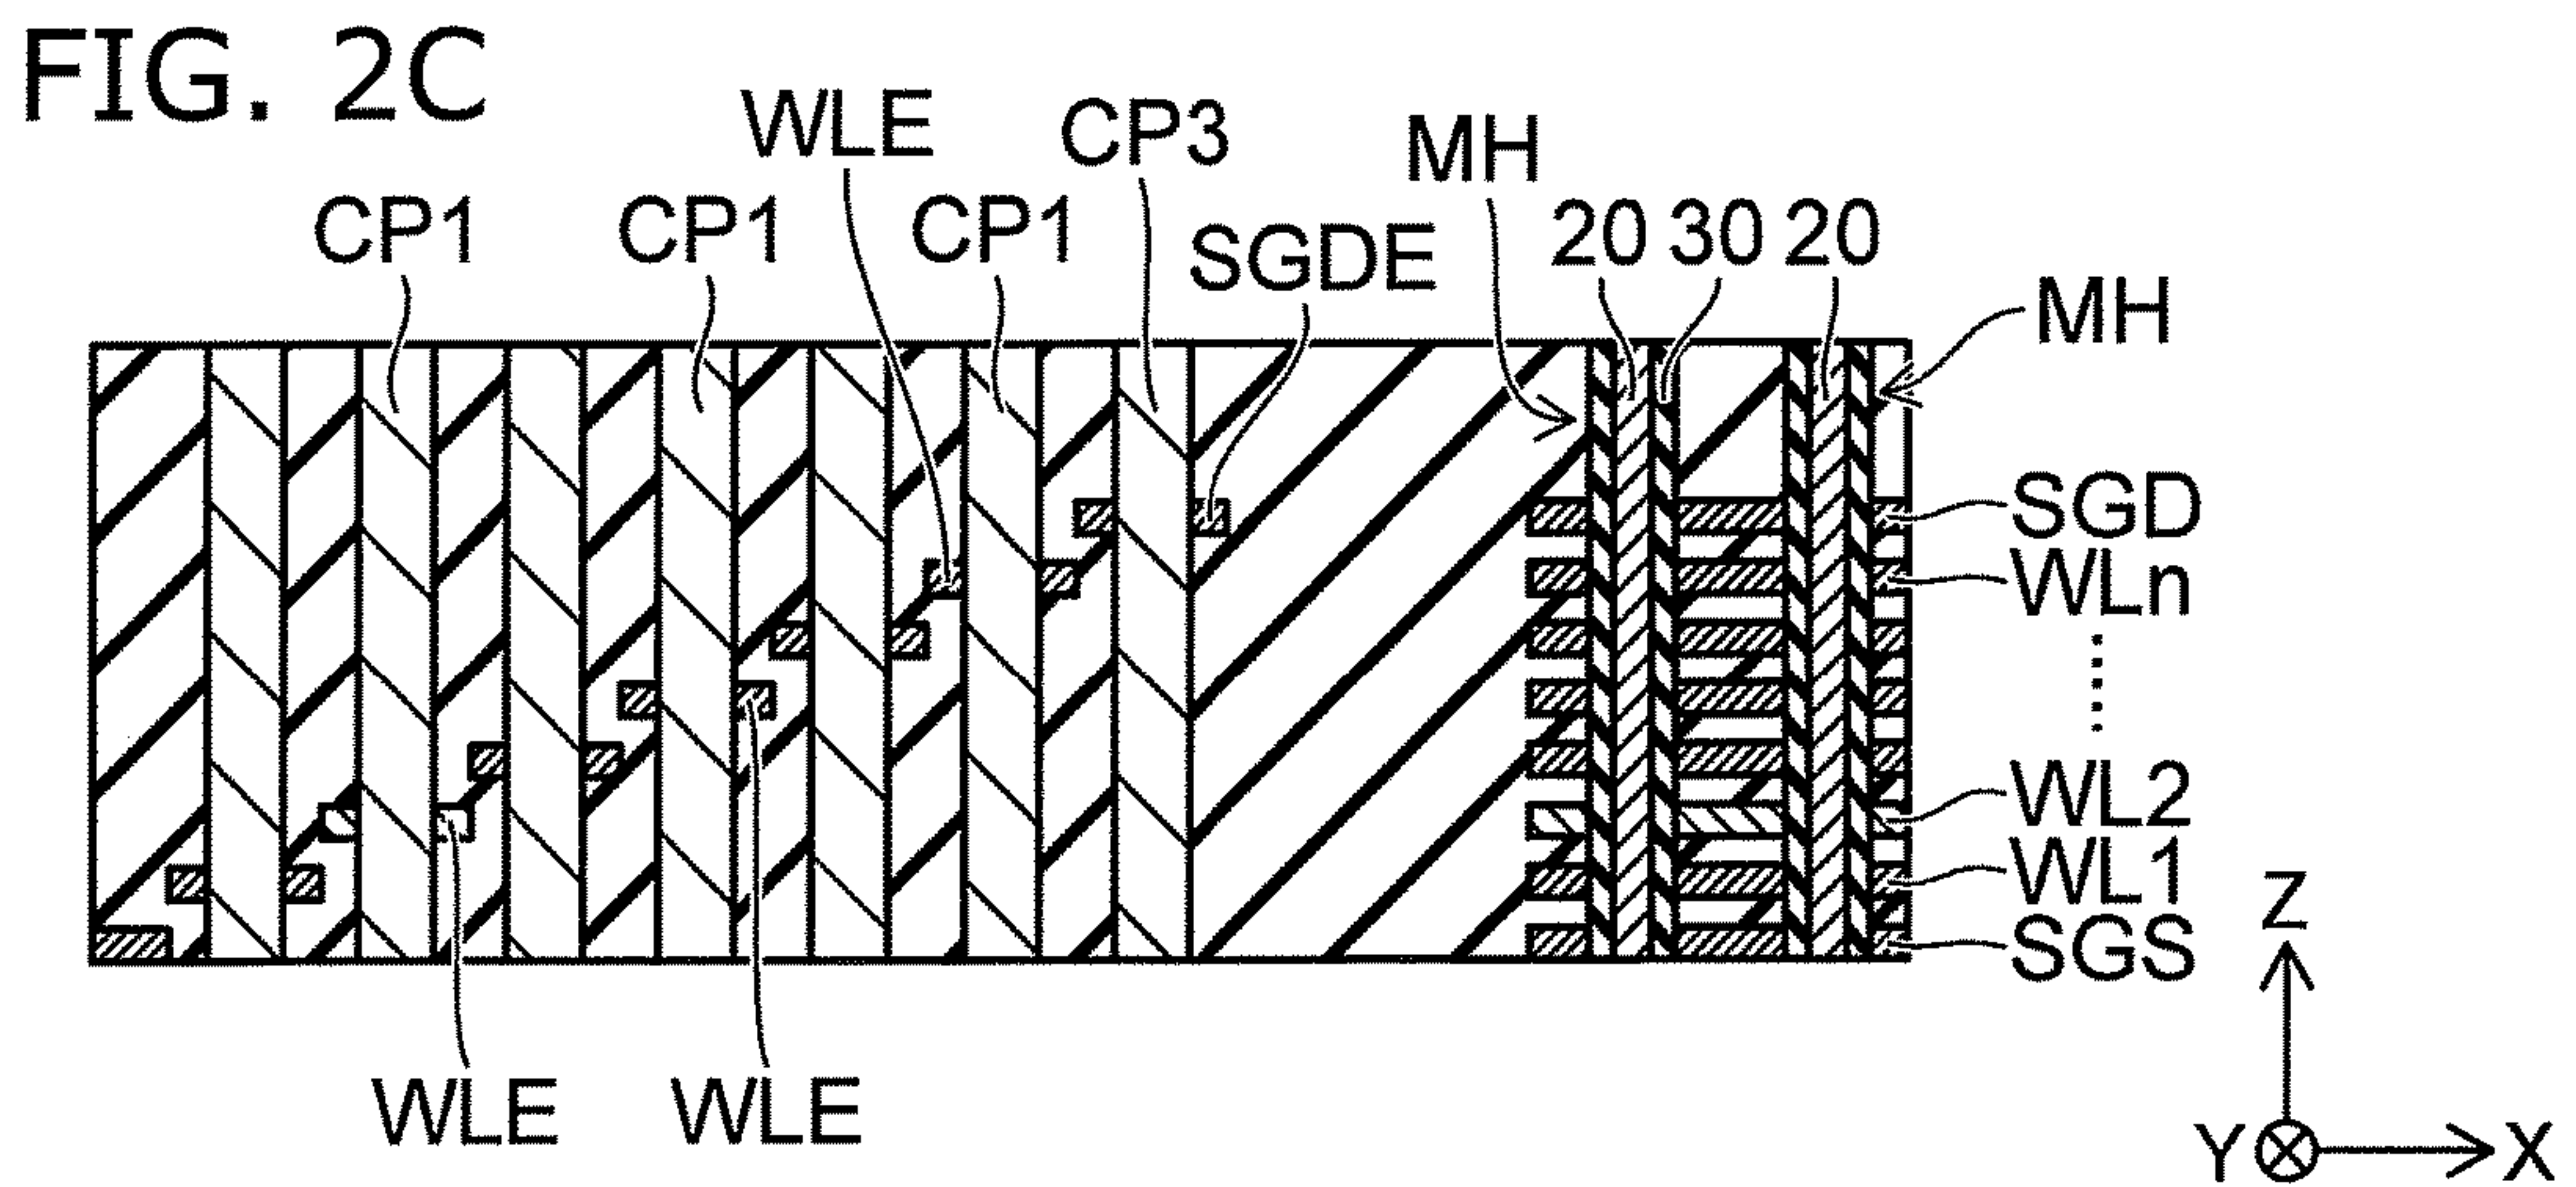 FIG. 2C
WLE
CP3
MH
CP1
CP1
CP1
SGDE
20
30
20
MH
SGD
WLn
WL2
WL1
SGS
WLE
WLE
Z
Y
X